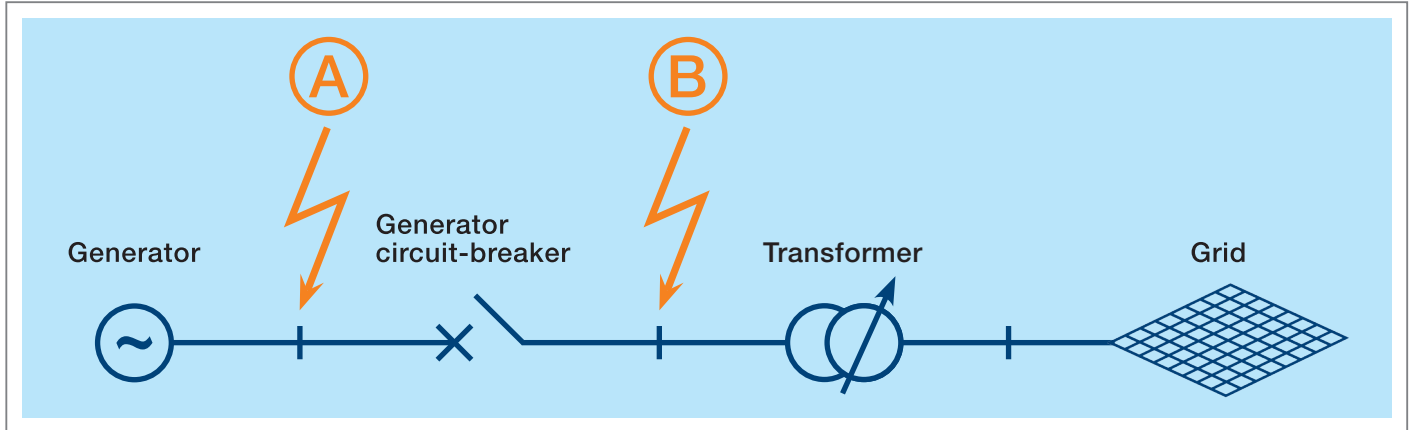 A
B
Generator
Generator
circuit-breaker
Transformer
Grid
~